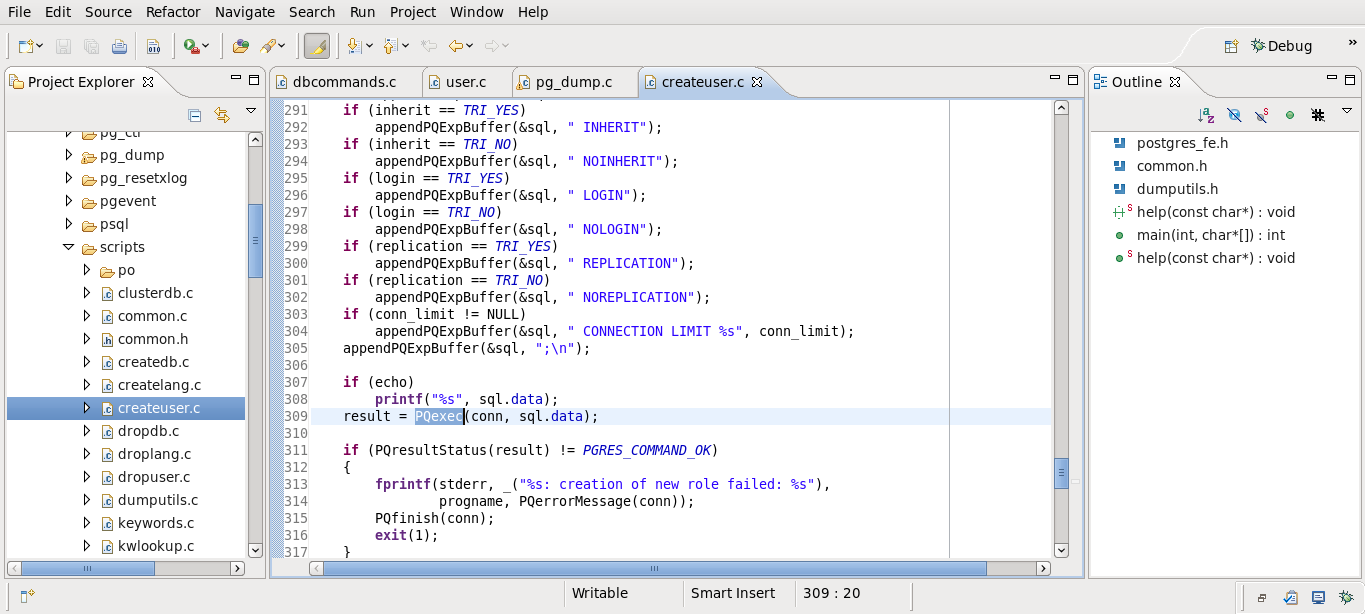 File Edit Source Refactor Navigate Search Run Project Window Help
Debug
Project Explorer
pg_ctl
pg_dump
pg_resetxlog
pgevent
psql
scripts
po
clusterdb.c
common.c
common.h
createdb.c
createlang.c
createuser.c
dropdb.c
droplang.c
dropuser.c
dumputils.c
keywords.c
kwlookup.c
dbcommands.c user.c pg_dump.c createuser.c
291 if (inherit == TRI_YES)
292 appendPQExpBuffer(&sql, " INHERIT");
293 if (inherit == TRI_NO)
294 appendPQExpBuffer(&sql, " NOINHERIT");
295 if (login == TRI_YES)
296 appendPQExpBuffer(&sql, " LOGIN");
297 if (login == TRI_NO)
298 appendPQExpBuffer(&sql, " NOLOGIN");
299 if (replication == TRI_YES)
300 appendPQExpBuffer(&sql, " REPLICATION");
301 if (replication == TRI_NO)
302 appendPQExpBuffer(&sql, " NOREPLICATION");
303 if (conn_limit != NULL)
304 appendPQExpBuffer(&sql, " CONNECTION LIMIT %s", conn_limit);
305 appendPQExpBuffer(&sql, ";\n");
306
307 if (echo)
308 printf("%s", sql.data);
309 result = PQexec(conn, sql.data);
310
311 if (PQresultStatus(result) != PGRES_COMMAND_OK)
312 {
313 fprintf(stderr, _("%s: creation of new role failed: %s"),
314 progname, PQerrorMessage(conn));
315 PQfinish(conn);
316 exit(1);
317 }
Outline
postgres_fe.h
common.h
dumputils.h
help(const char*) : void
main(int, char*[]) : int
help(const char*) : void
Writable Smart Insert 309 : 20